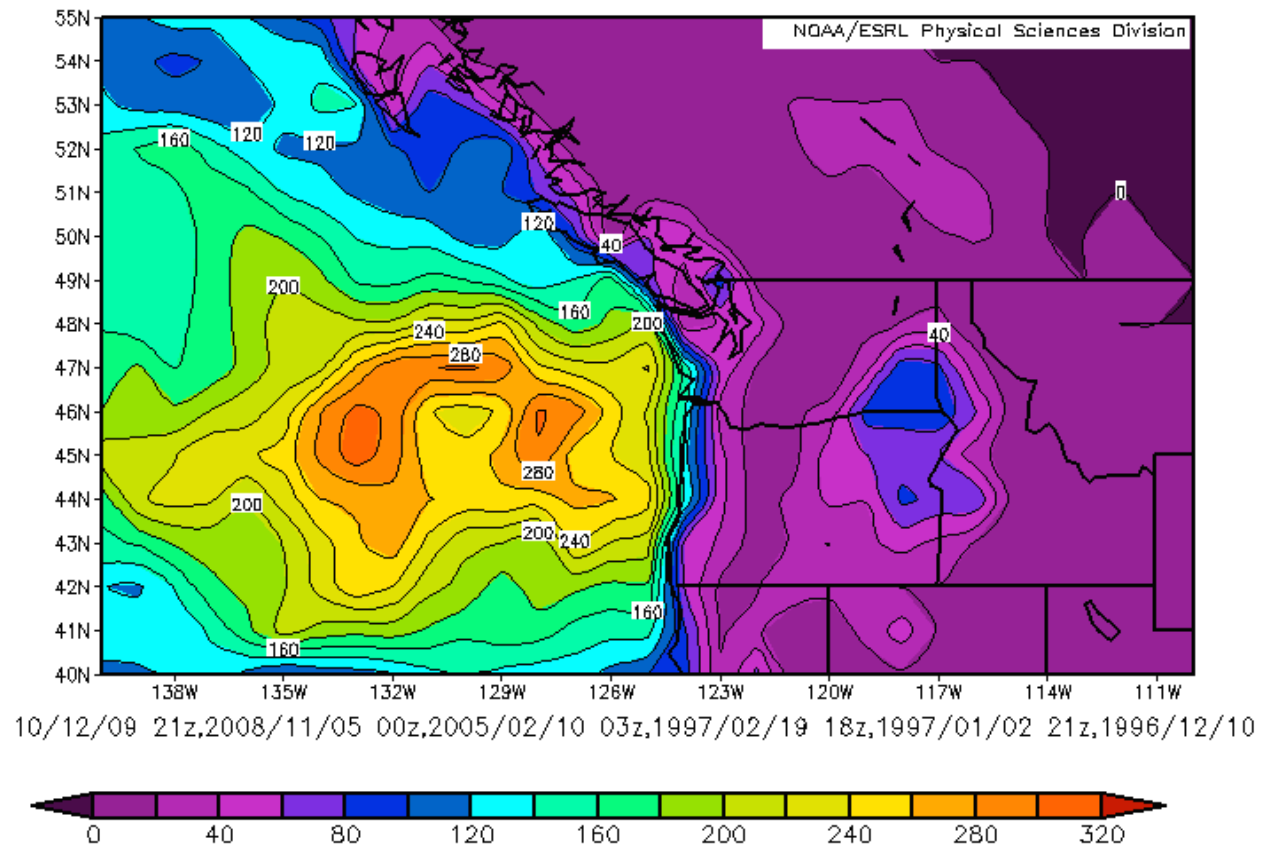 55N
NOAA/ESRL Physical Sciences Division
54N
53N
52N
51N
50N
49N
48N
47N
46N
45N
44N
43N
42N
41N
40N
160
120
120
0
120
40
200
160
200
240
40
280
280
200
200
240
160
160
138W 135W 132W 129W 126W 123W 120W 117W 114W 111W
10/12/09 21z,2008/11/05 00z,2005/02/10 03z,1997/02/19 18z,1997/01/02 21z,1996/12/10
0 40 80 120 160 200 240 280 320